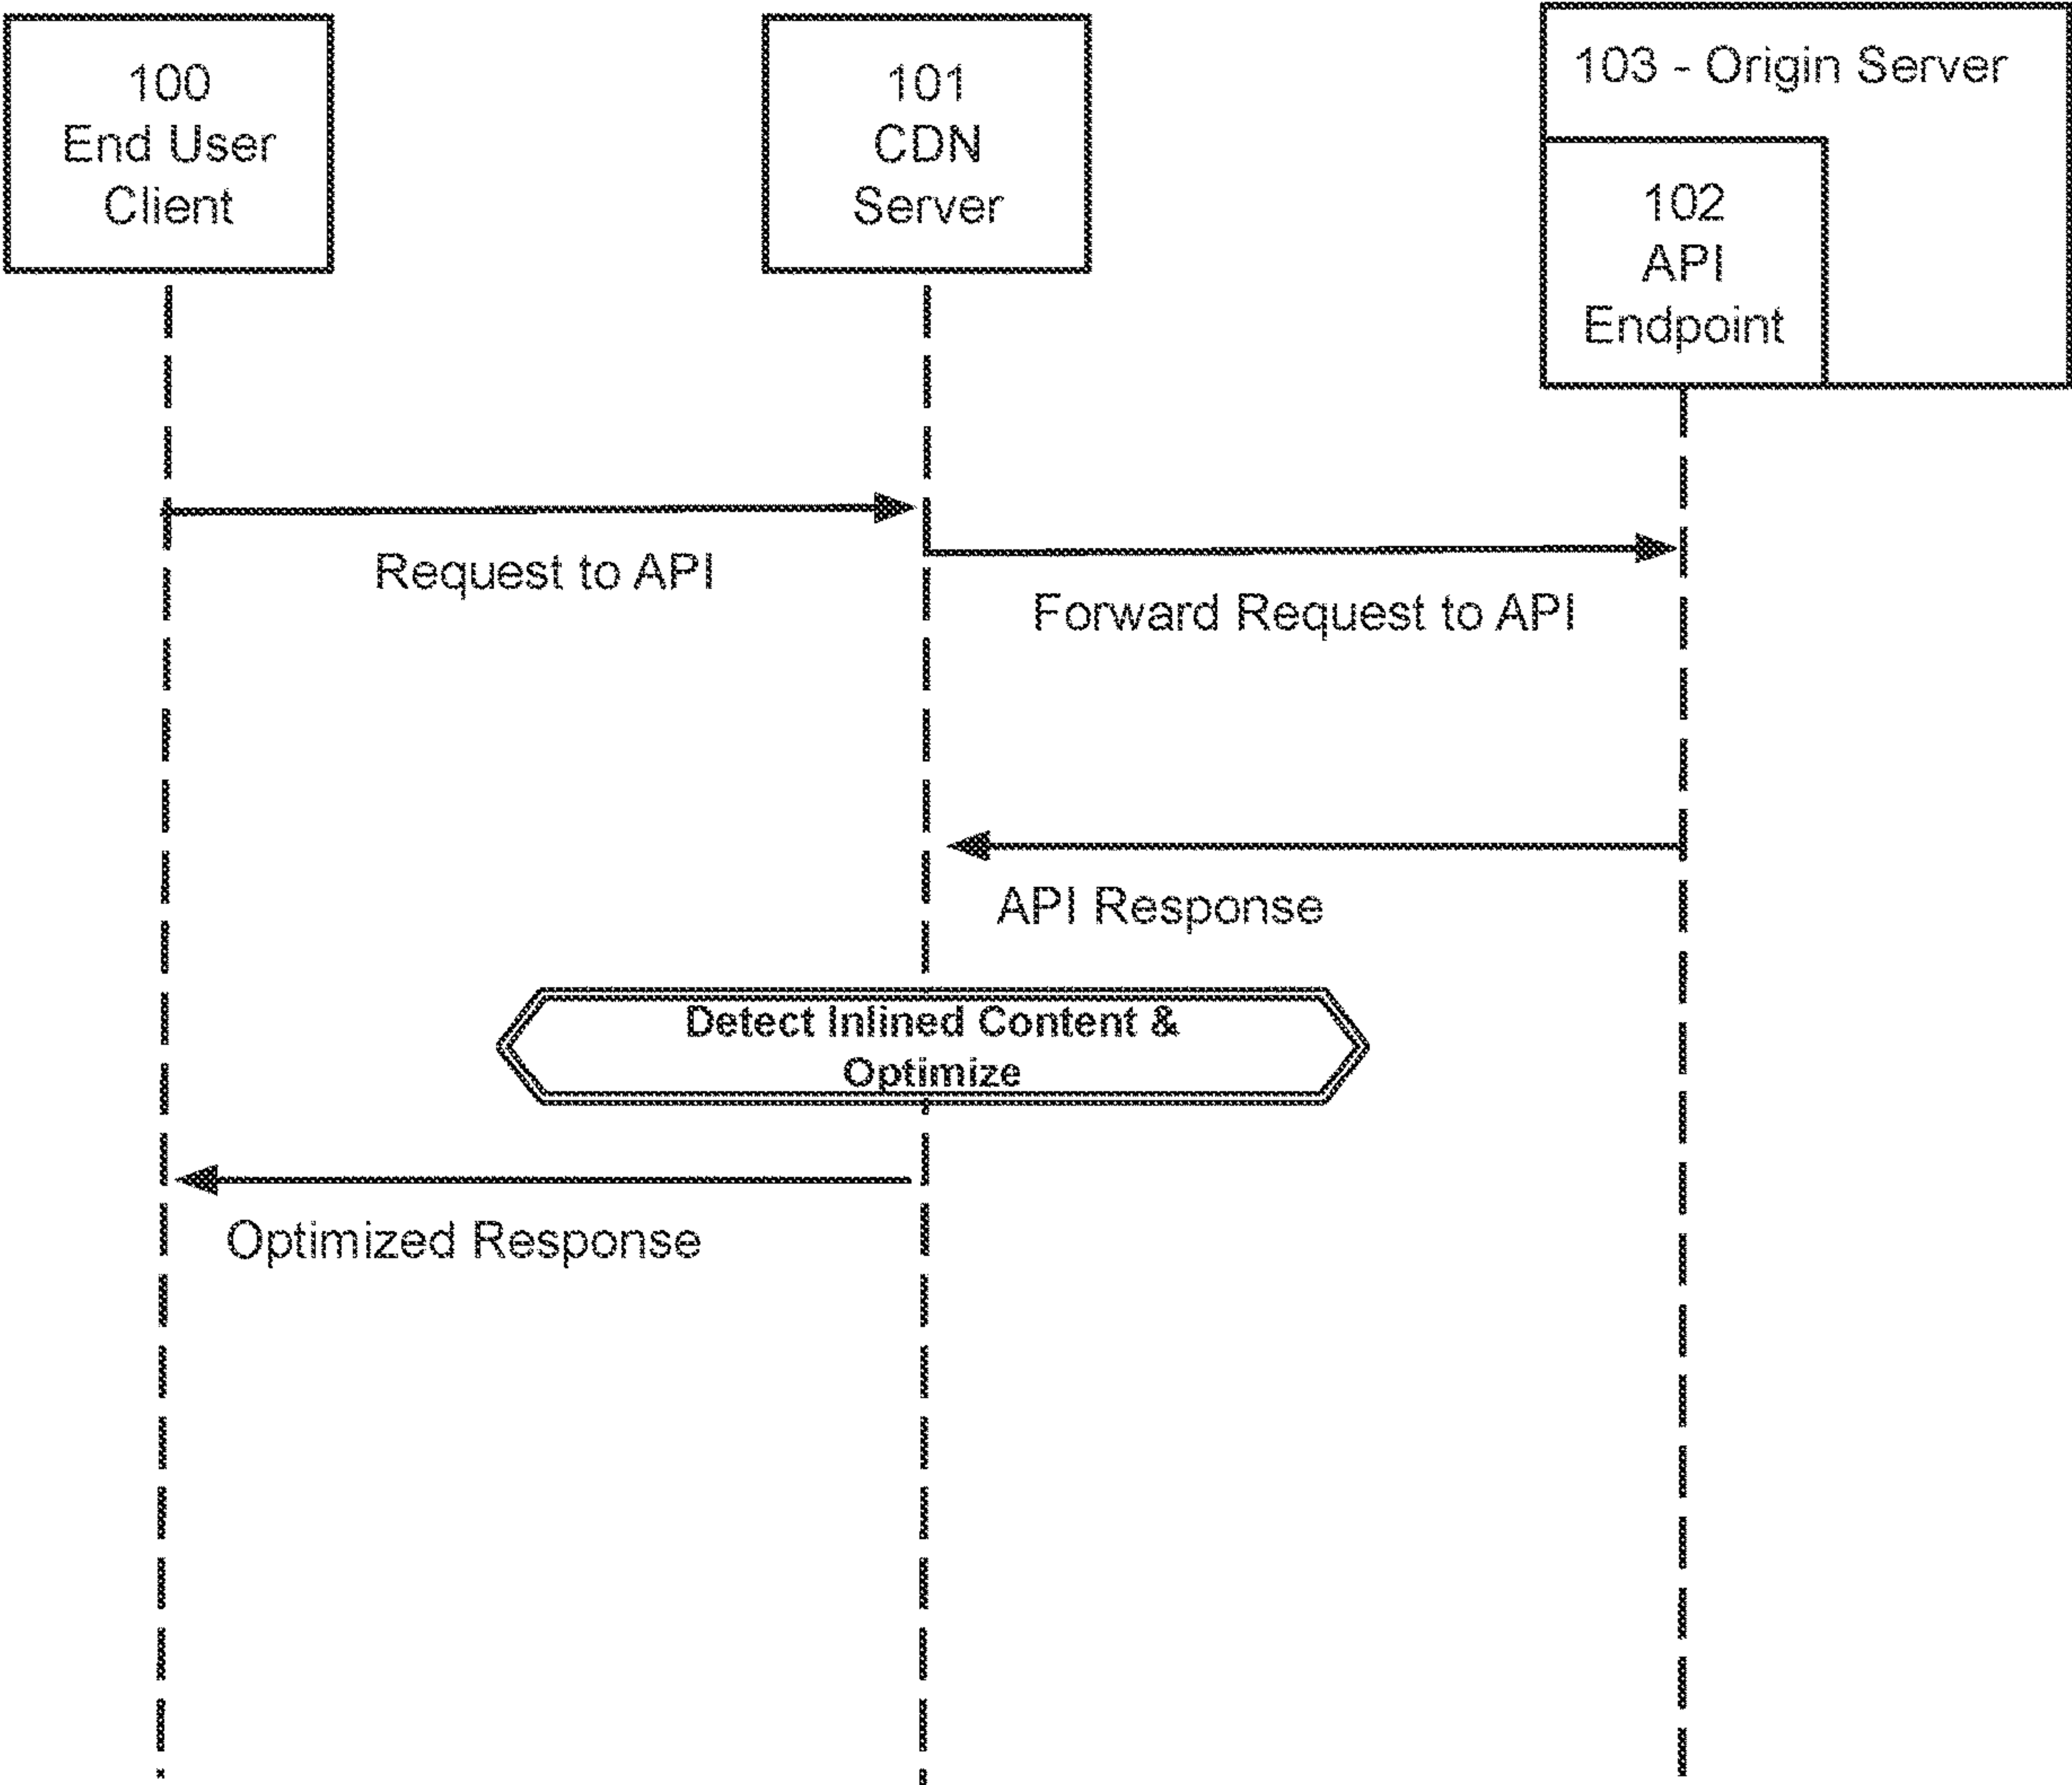 100
End User
Client
101
CDN
Server
103 - Origin Server
102
API
Endpoint
Request to API
Forward Request to API
API Response
Detect Inlined Content &
Optimize
Optimized Response